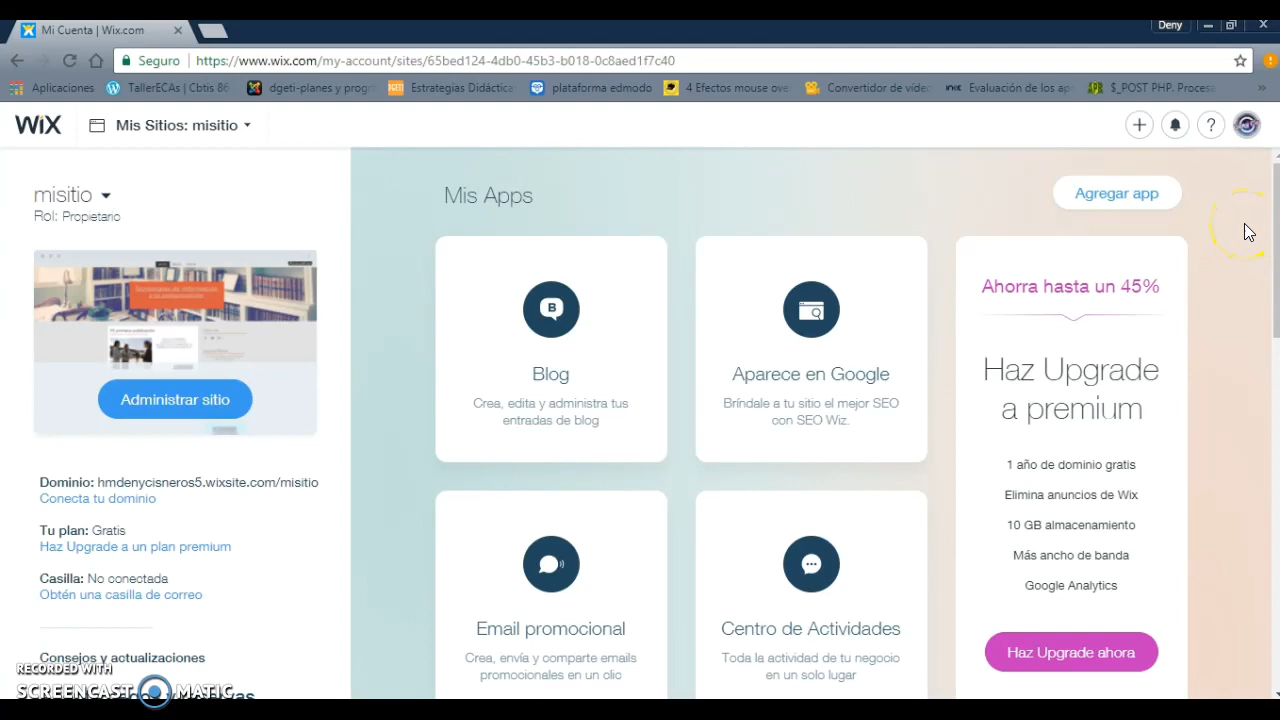 Mi Cuenta | Wix.com
Deny
Seguro
https://www.wix.com/my-account/sites/65bed124-4db0-45b3-b018-0c8aed1f7c40
Aplicaciones
TallerECAs | Cbtis 86
dgeti-planes y progr
Estrategias Didáctica
plataforma edmodo
4 Efectos mouse ove
Convertidor de víde
Evaluación de los ap
$_POST PHP. Procesa
WiX
Mis Sitios: misitio
misitio
Rol: Propietario
Administrar sitio
Dominio: hmdenycisneros5.wixsite.com/misitio
Conecta tu dominio
Tu plan: Gratis
Haz Upgrade a un plan premium
Casilla: No conectada
Obtén una casilla de correo
Consejos y actualizaciones
RECORDED WITH
SCREENCAST MATIC
Mis Apps
Agregar app
Blog
Crea, edita y administra tus
entradas de blog
Aparece en Google
Bríndale a tu sitio el mejor SEO
con SEO Wiz.
Email promocional
Crea, envía y comparte emails
promocionales en un clic
Centro de Actividades
Toda la actividad de tu negocio
en un solo lugar
Ahorra hasta un 45%
Haz Upgrade
a premium
1 año de dominio gratis
Elimina anuncios de Wix
10 GB almacenamiento
Más ancho de banda
Google Analytics
Haz Upgrade ahora